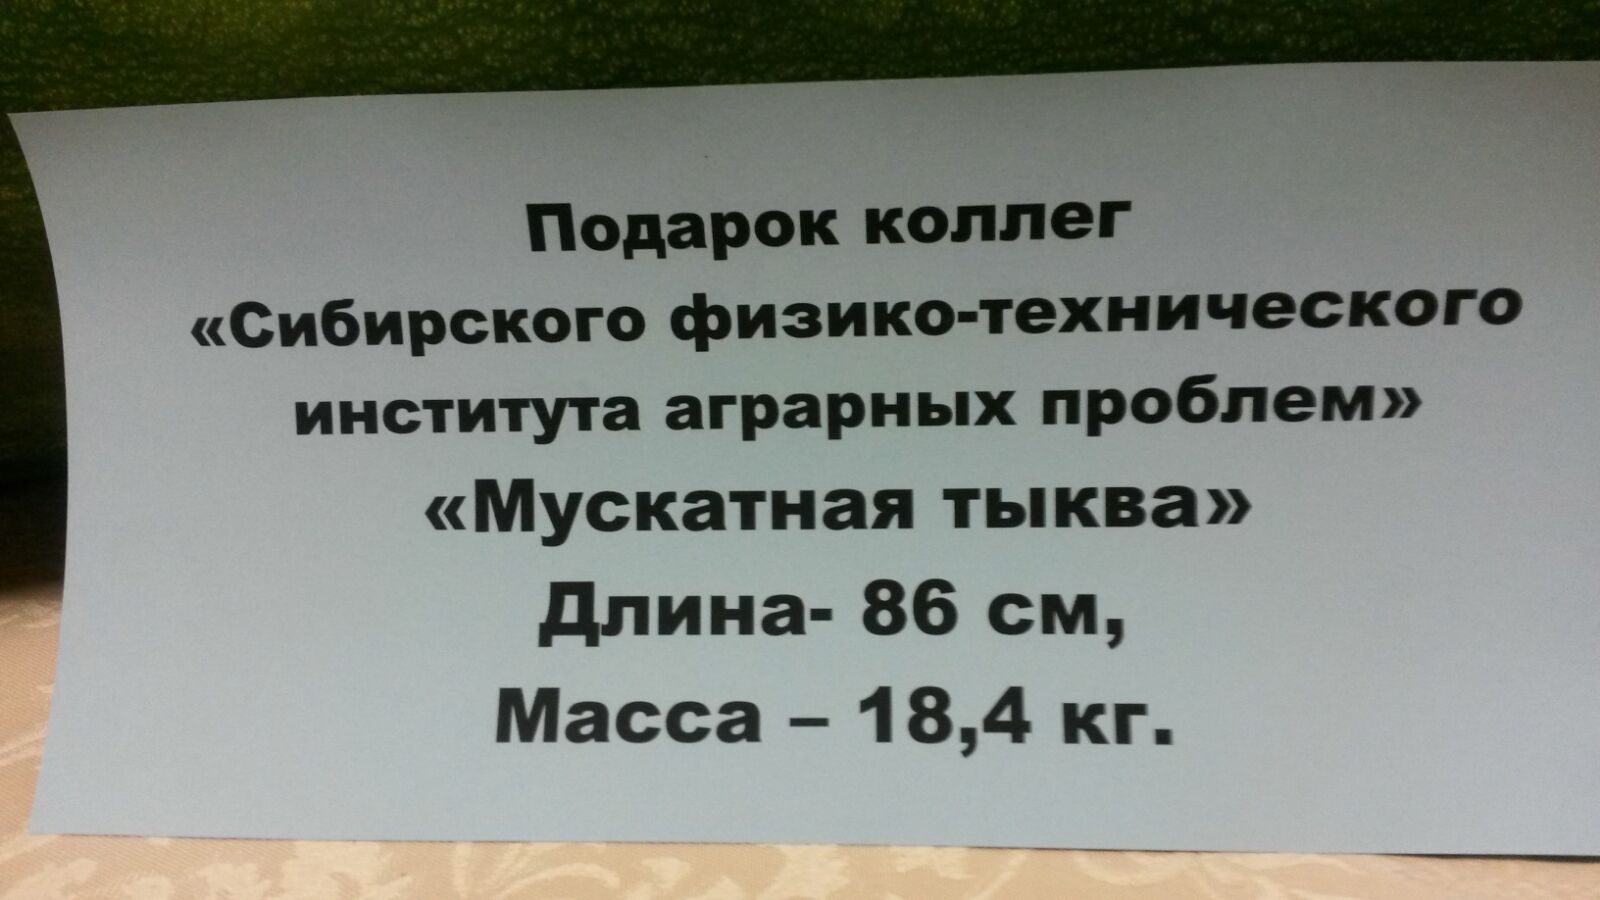 Подарок коллег
«Сибирского физико-технического
института аграрных проблем»
«Мускатная тыква»
Длина- 86 см,
Масса – 18,4 кг.